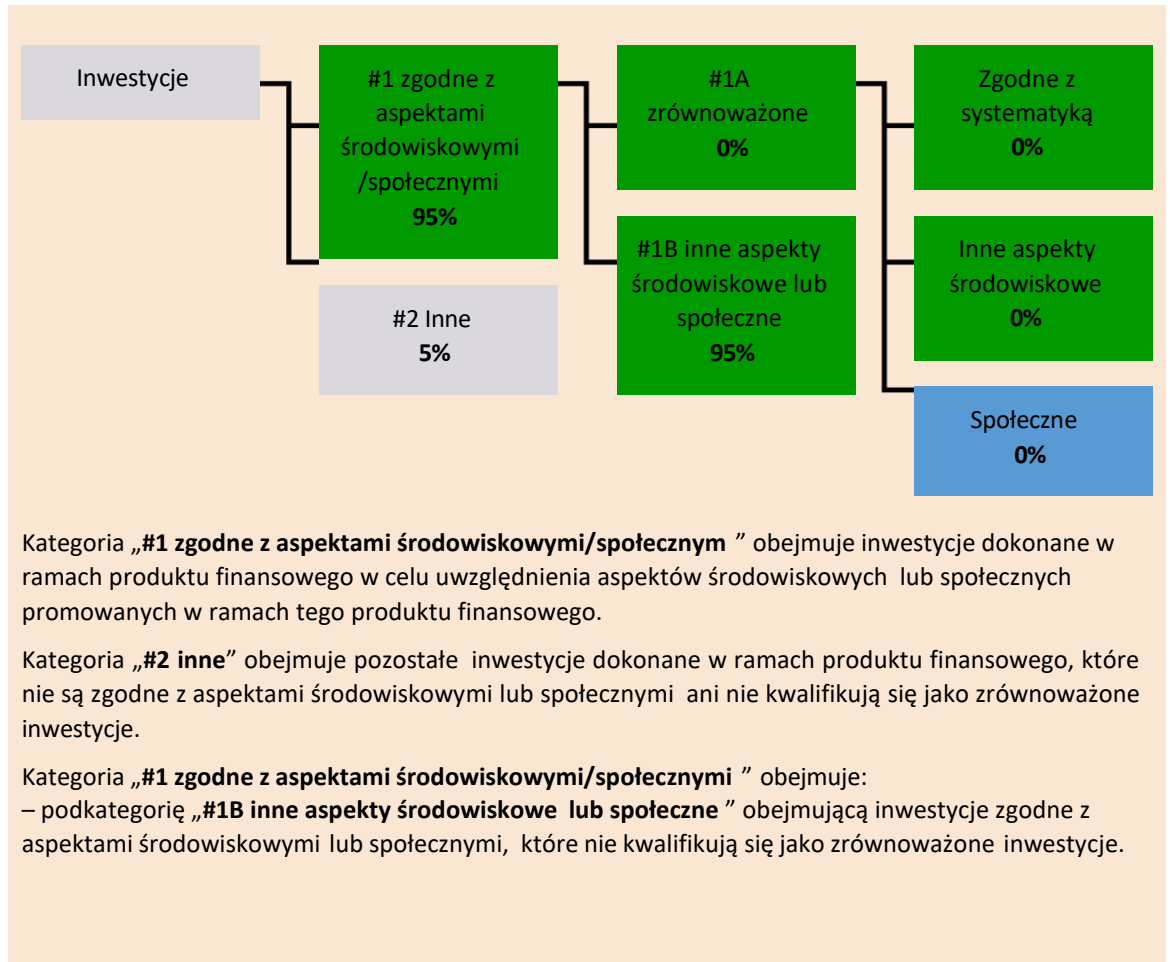 Inwestycje
#1 zgodne z
aspektami
środowiskowymi
/społecznymi
95%
#2 Inne
5%
#1A
zrównoważone
0%
#1B inne aspekty
środowiskowe lub
społeczne
95%
Zgodne z
systematyką
0%
Inne aspekty
środowiskowe
0%
Społeczne
0%
Kategoria „#1 zgodne z aspektami środowiskowymi/społecznym ” obejmuje inwestycje dokonane w
ramach produktu finansowego w celu uwzględnienia aspektów środowiskowych lub społecznych
promowanych w ramach tego produktu finansowego.
Kategoria „#2 inne” obejmuje pozostałe inwestycje dokonane w ramach produktu finansowego, które
nie są zgodne z aspektami środowiskowymi lub społecznymi ani nie kwalifikują się jako zrównoważone
inwestycje.
Kategoria „#1 zgodne z aspektami środowiskowymi/społecznymi ” obejmuje:
– podkategorię „#1B inne aspekty środowiskowe lub społeczne ” obejmującą inwestycje zgodne z
aspektami środowiskowymi lub społecznymi, które nie kwalifikują się jako zrównoważone inwestycje.